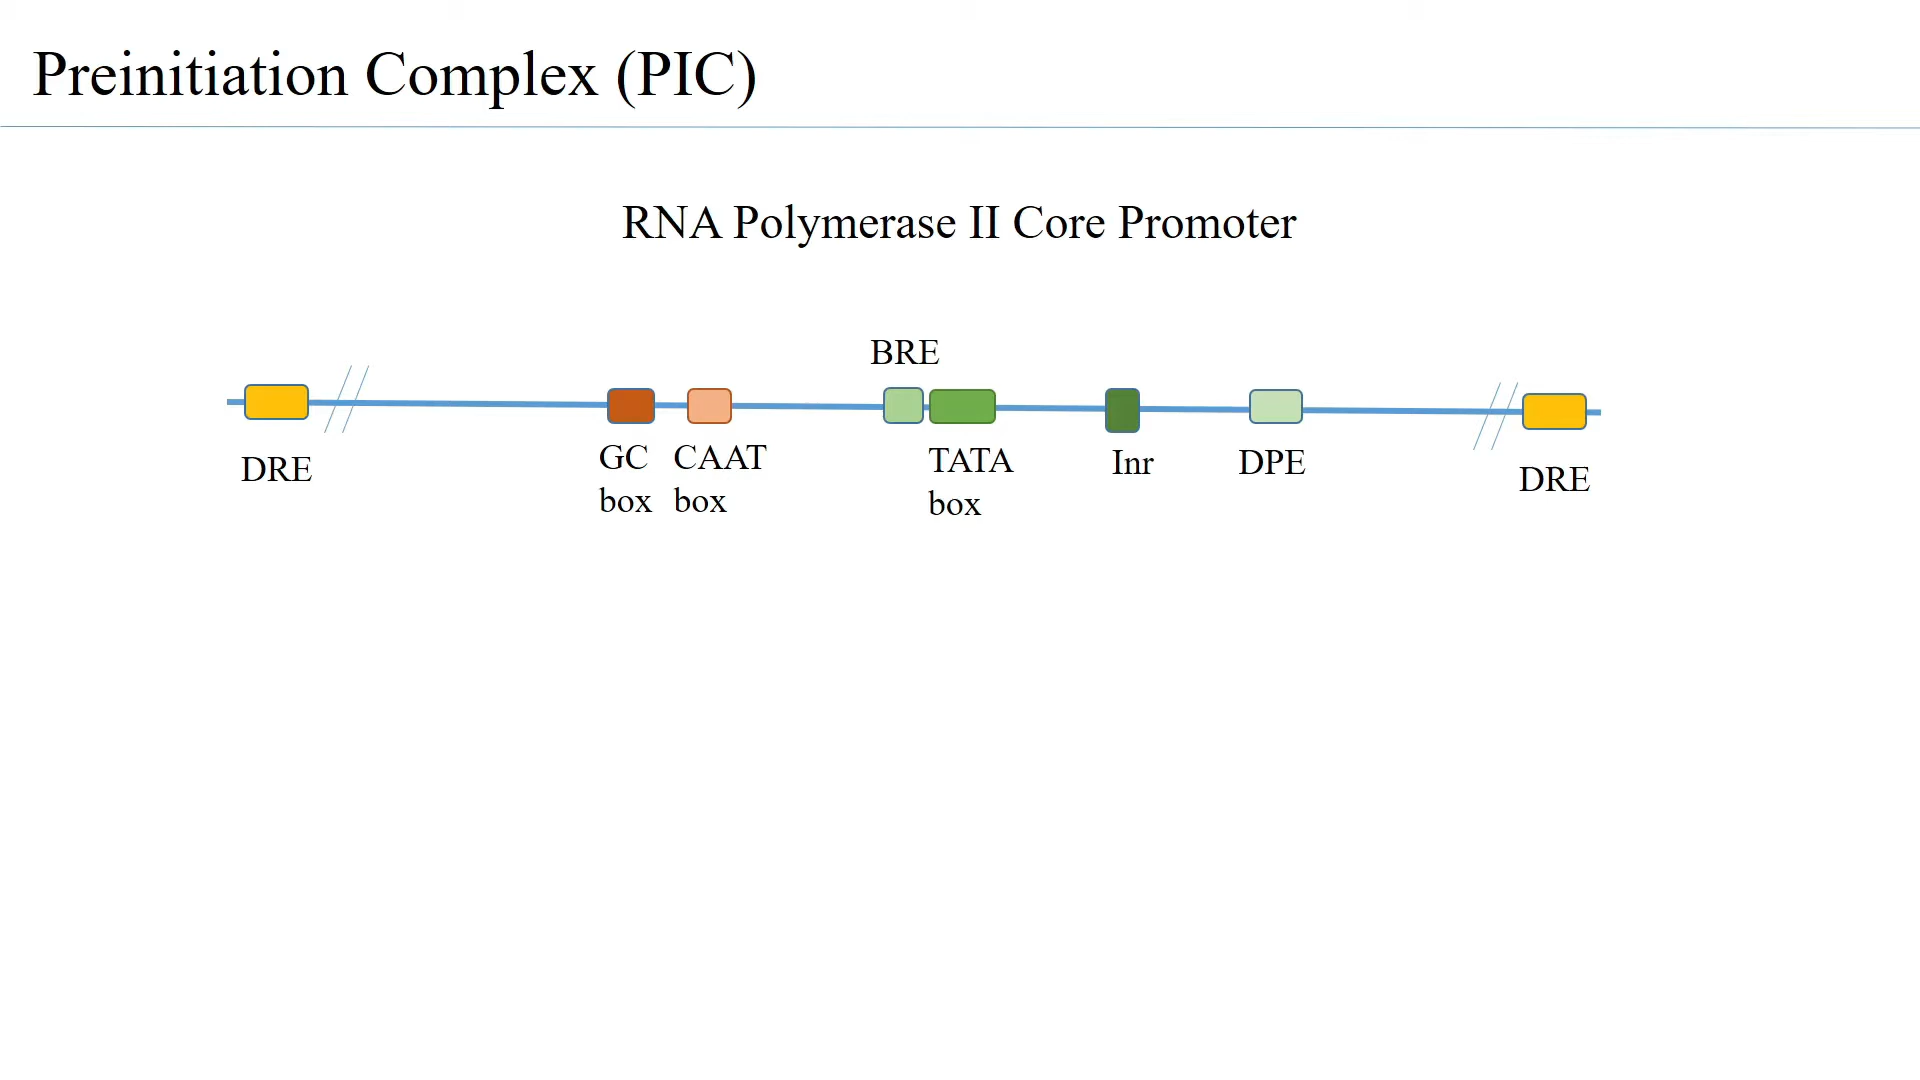 Preinitiation Complex (PIC)
RNA Polymerase II Core Promoter
BRE
DRE
GC
box
CAAT
box
TATA
box
Inr
DPE
DRE